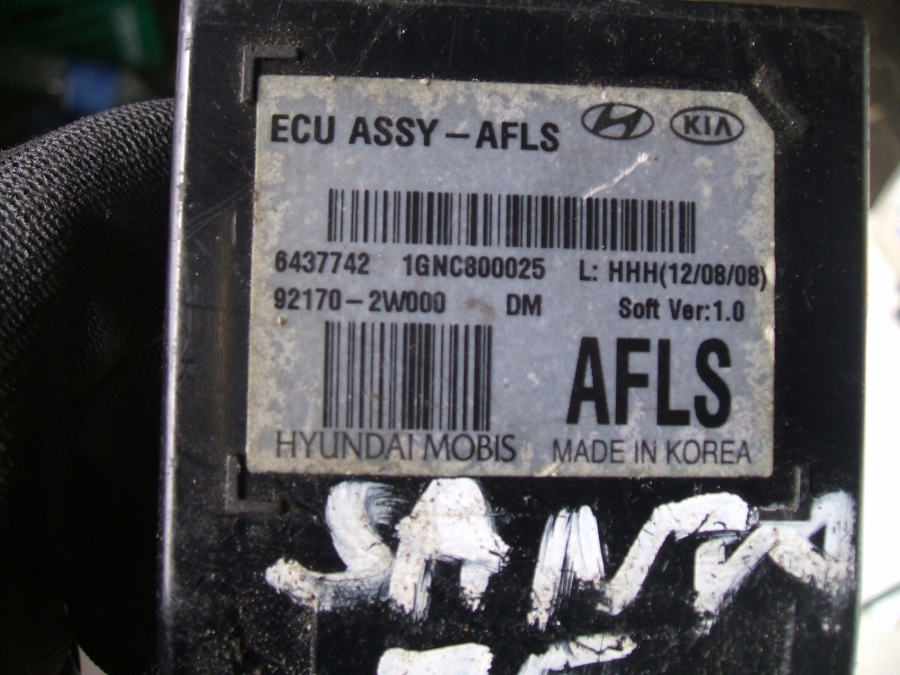 ECU ASSY-AFLS KIA
6437742 1GNC800025 L: HHH(12/08/08)
92170-2W000 DM Soft Ver:1.0
AFLS
HYUNDAI MOBIS MADE IN KOREA
SANTA